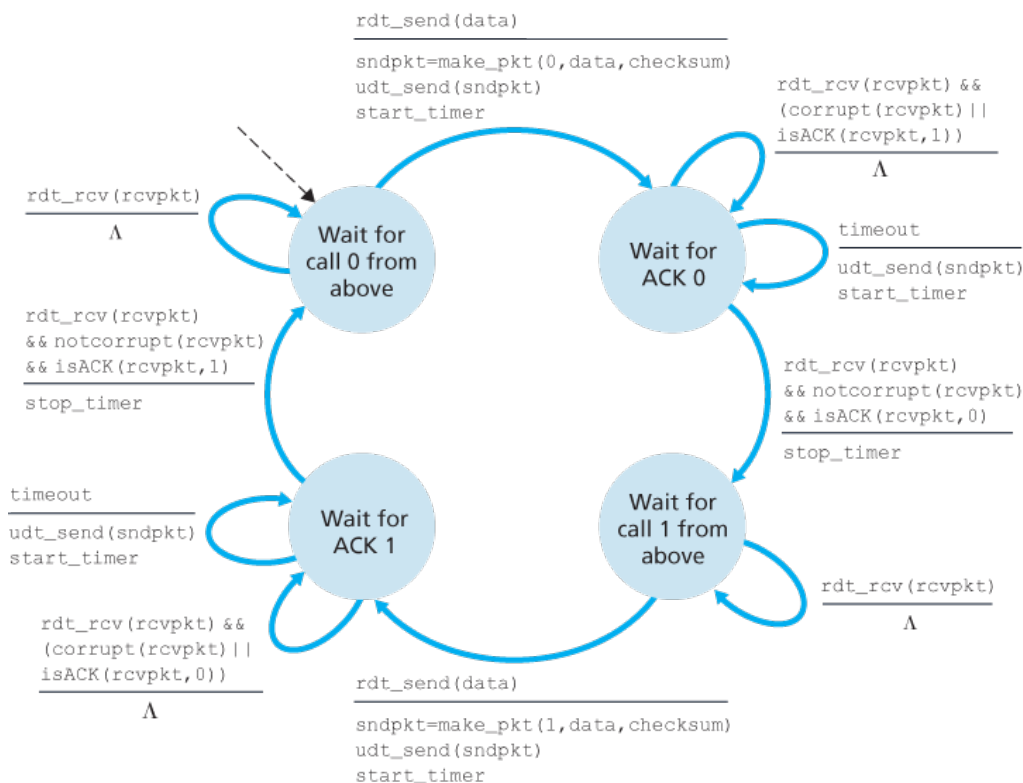 rdt_send(data)
sndpkt=make_pkt(0,data,checksum)
udt_send(sndpkt)
start_timer
rdt_rcv(rcvpkt) &&
(corrupt(rcvpkt)||
isACK(rcvpkt,1))
Λ
rdt_rcv(rcvpkt)
Λ
Wait for
call 0 from
above
Wait for
ACK 0
timeout
udt_send(sndpkt)
start_timer
rdt_rcv(rcvpkt)
&& notcorrupt(rcvpkt)
&& isACK(rcvpkt,1)
stop_timer
rdt_rcv(rcvpkt)
&& notcorrupt(rcvpkt)
&& isACK(rcvpkt,0)
stop_timer
timeout
udt_send(sndpkt)
start_timer
Wait for
ACK 1
Wait for
call 1 from
above
rdt_rcv(rcvpkt)
Λ
rdt_rcv(rcvpkt) &&
(corrupt(rcvpkt)||
isACK(rcvpkt,0))
Λ
rdt_send(data)
sndpkt=make_pkt(1,data,checksum)
udt_send(sndpkt)
start_timer